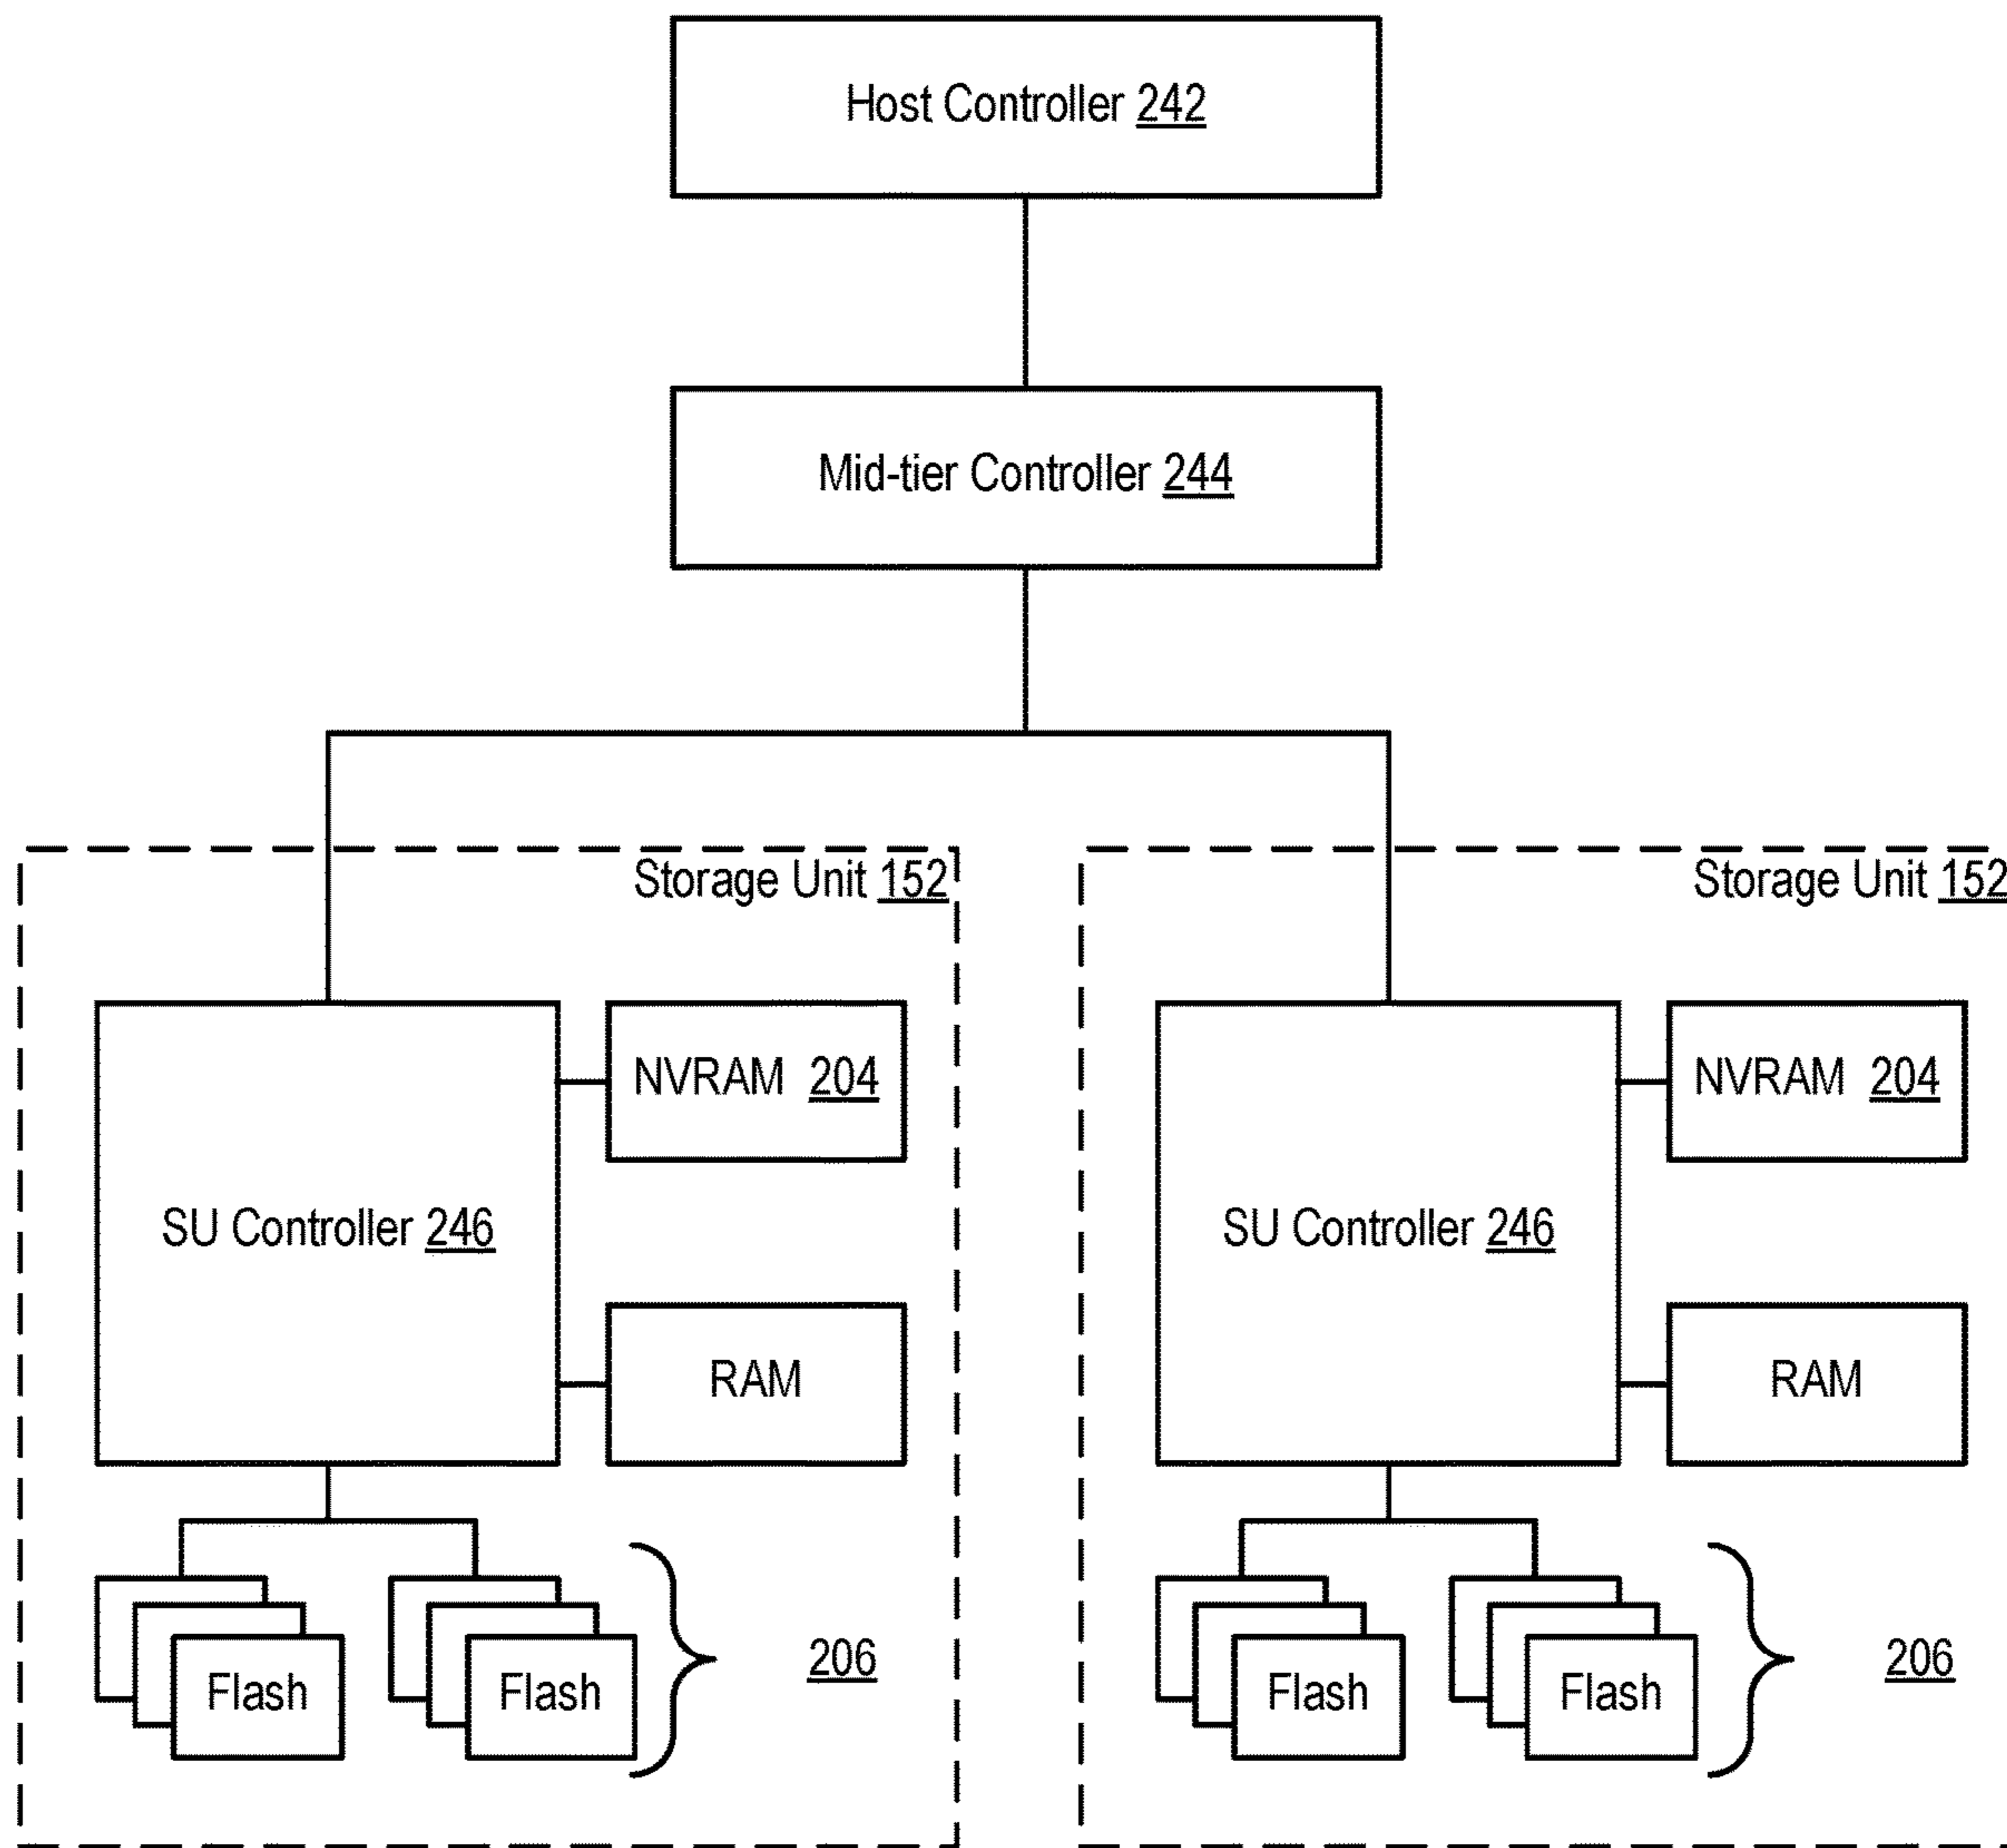 Host Controller 242
Mid-tier Controller 244
Storage Unit 152
Storage Unit 152
NVRAM 204
NVRAM 204
SU Controller 246
SU Controller 246
RAM
RAM
Flash
Flash
206
Flash
Flash
206